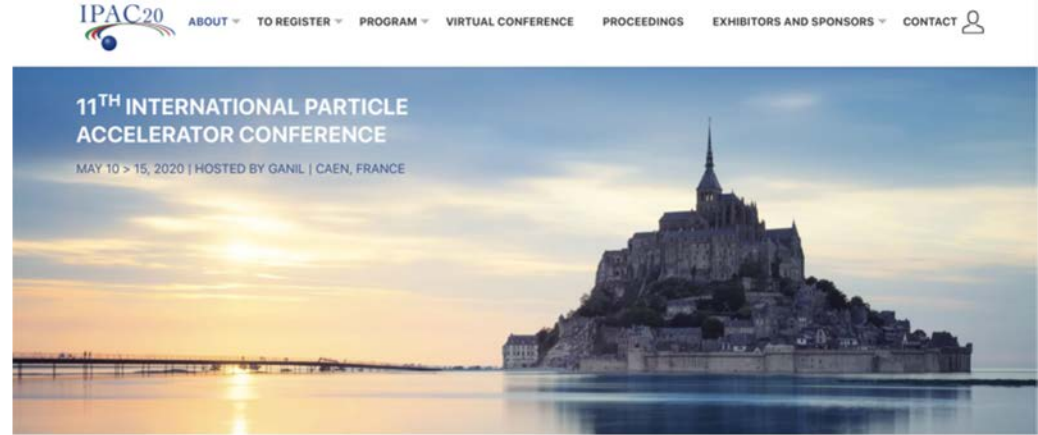 IPAC20
ABOUT TO REGISTER PROGRAM VIRTUAL CONFERENCE PROCEEDINGS EXHIBITORS AND SPONSORS CONTACT
11TH INTERNATIONAL PARTICLE
ACCELERATOR CONFERENCE
MAY 10 > 15, 2020 | HOSTED BY GANIL | CAEN, FRANCE